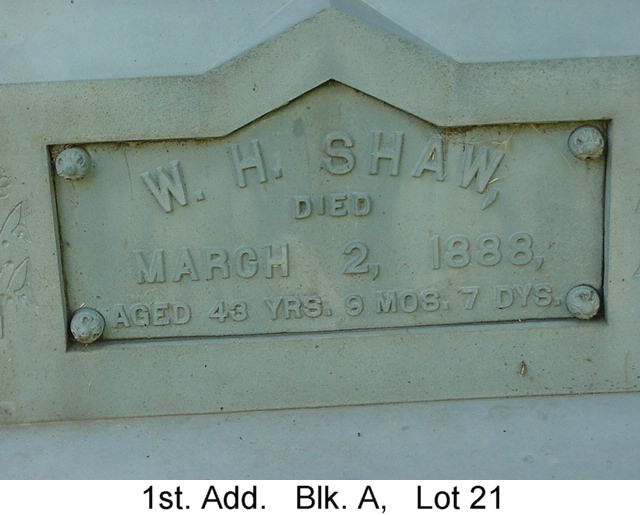 W. H. SHAW,
DIED
MARCH 2, 1888,
AGED 43 YRS. 9 MOS. 7 DYS.
1st. Add. Blk. A, Lot 21